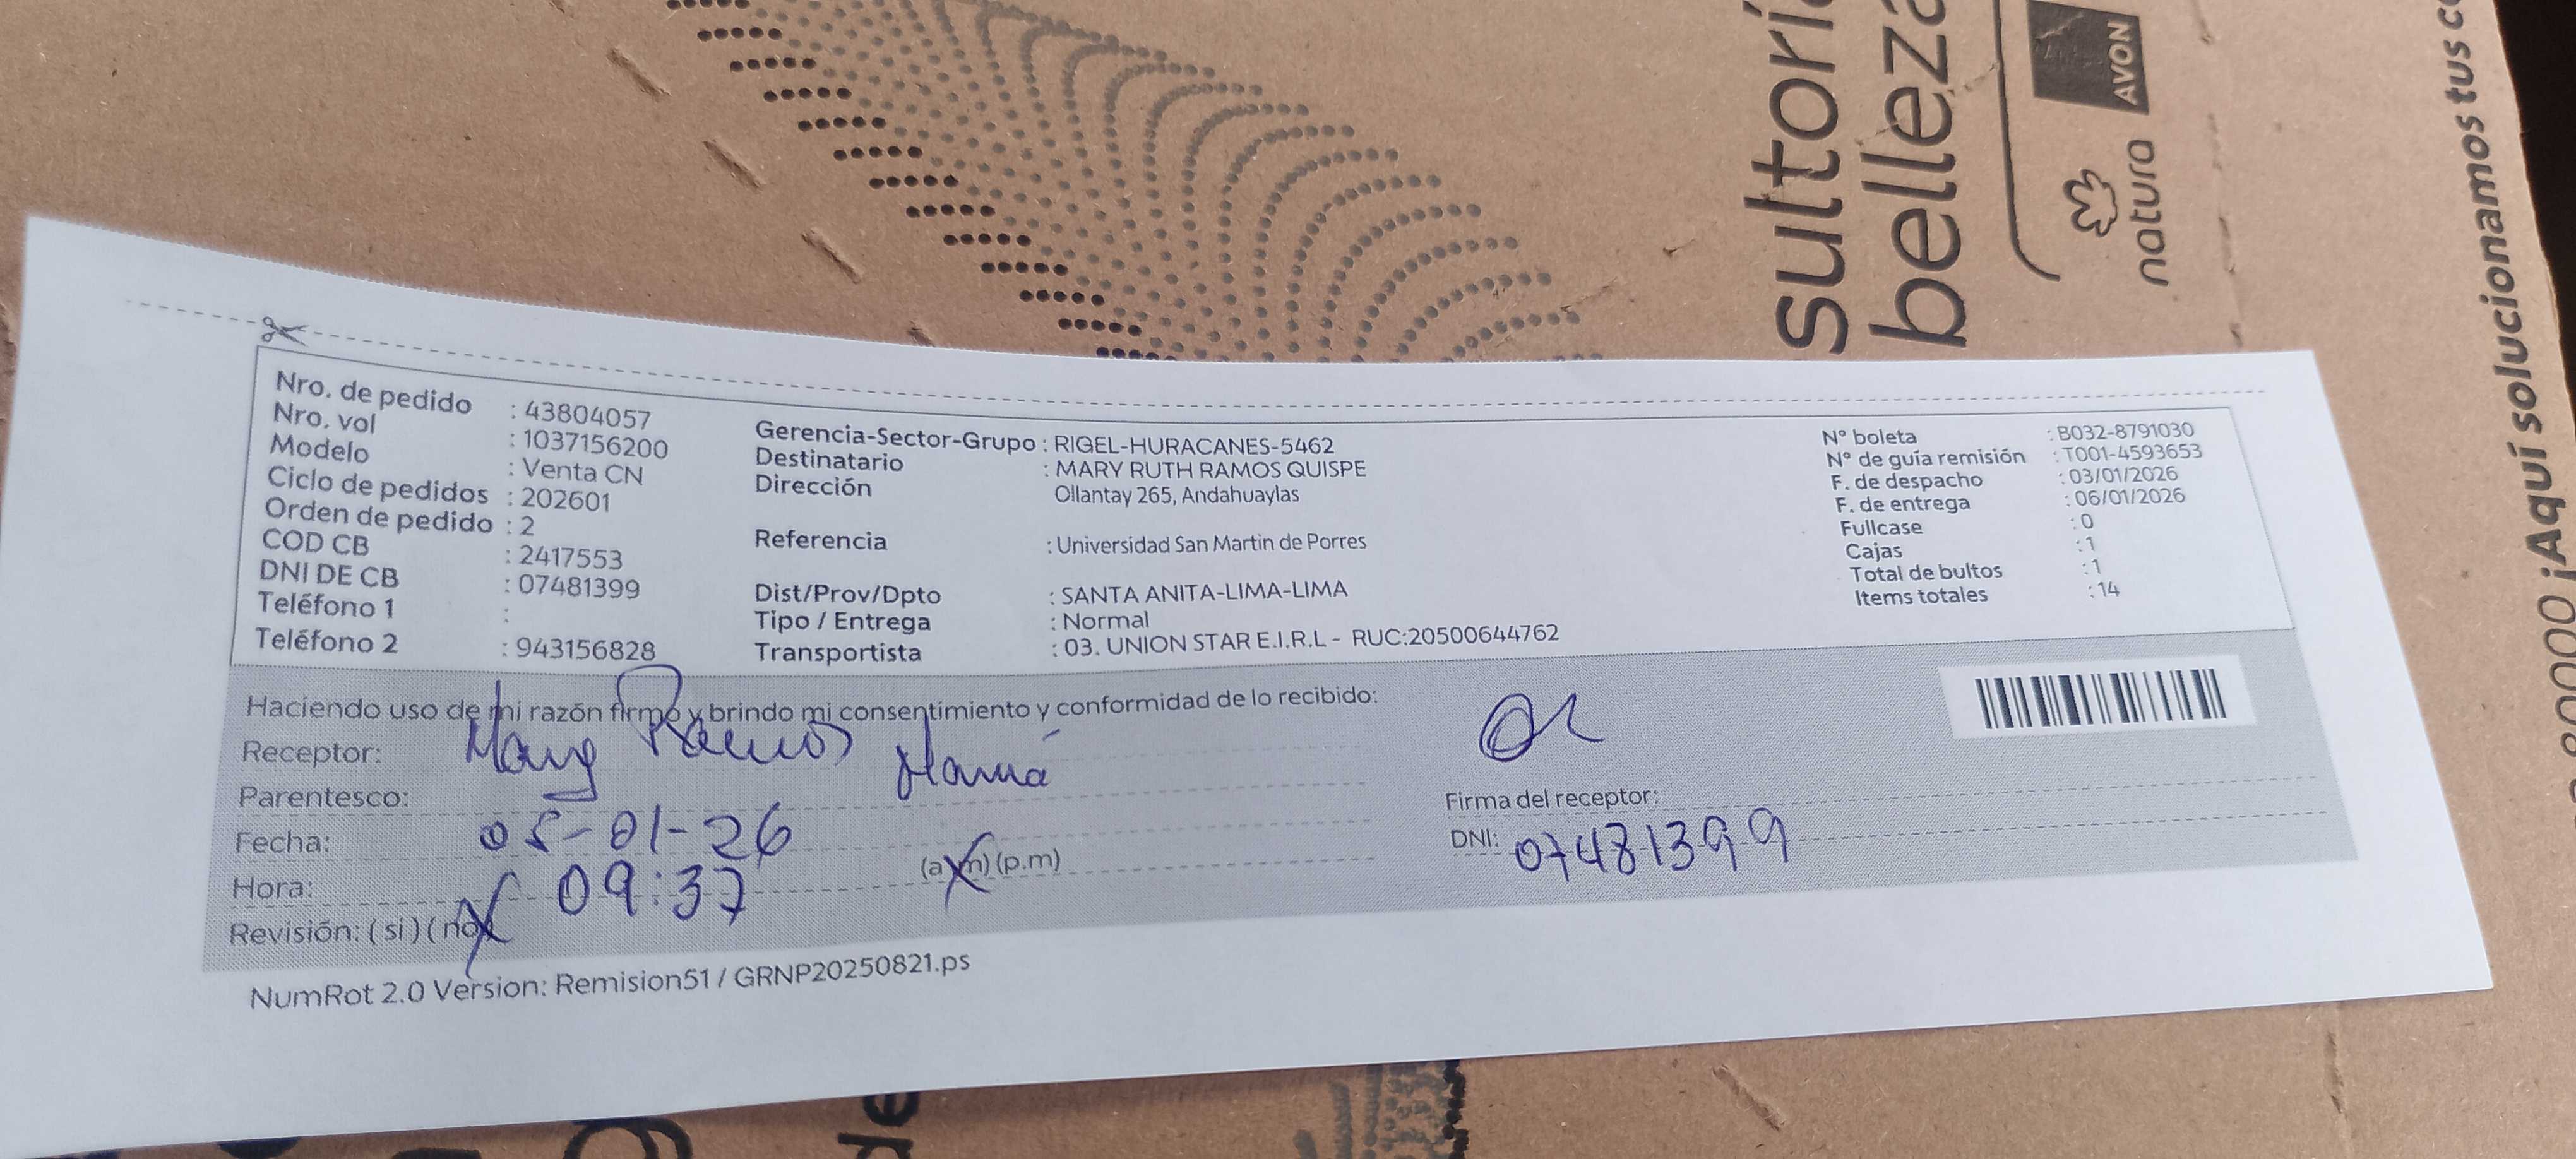 sultoría
belleza
natura
AVON
¡Aquí solucionamos tus
Nro. de pedido : 43804057
Nro. vol : 1037156200
Modelo : Venta CN
Ciclo de pedidos : 202601
Orden de pedido : 2
COD CB : 2417553
DNI DE CB : 07481399
Teléfono 1 :
Teléfono 2 : 943156828
Gerencia-Sector-Grupo : RIGEL-HURACANES-5462
Destinatario : MARY RUTH RAMOS QUISPE
Dirección Ollantay 265, Andahuaylas
Referencia : Universidad San Martin de Porres
Dist/Prov/Dpto : SANTA ANITA-LIMA-LIMA
Tipo / Entrega : Normal
Transportista : 03. UNION STAR E.I.R.L - RUC:20500644762
N° boleta : B032-8791030
N° de guía remisión : T001-4593653
F. de despacho : 03/01/2026
F. de entrega : 06/01/2026
Fullcase : 0
Cajas : 1
Total de bultos : 1
Items totales : 14
Haciendo uso de mi razón firmo y brindo mi consentimiento y conformidad de lo recibido:
Receptor: Mary Ramos Mamá
Parentesco:
Fecha: 05-01-26
Hora: 09:37 (a.m) (p.m)
Revisión: ( si ) ( no )
Firma del receptor:
DNI: 07481399
NumRot 2.0 Version: Remision51 / GRNP20250821.ps